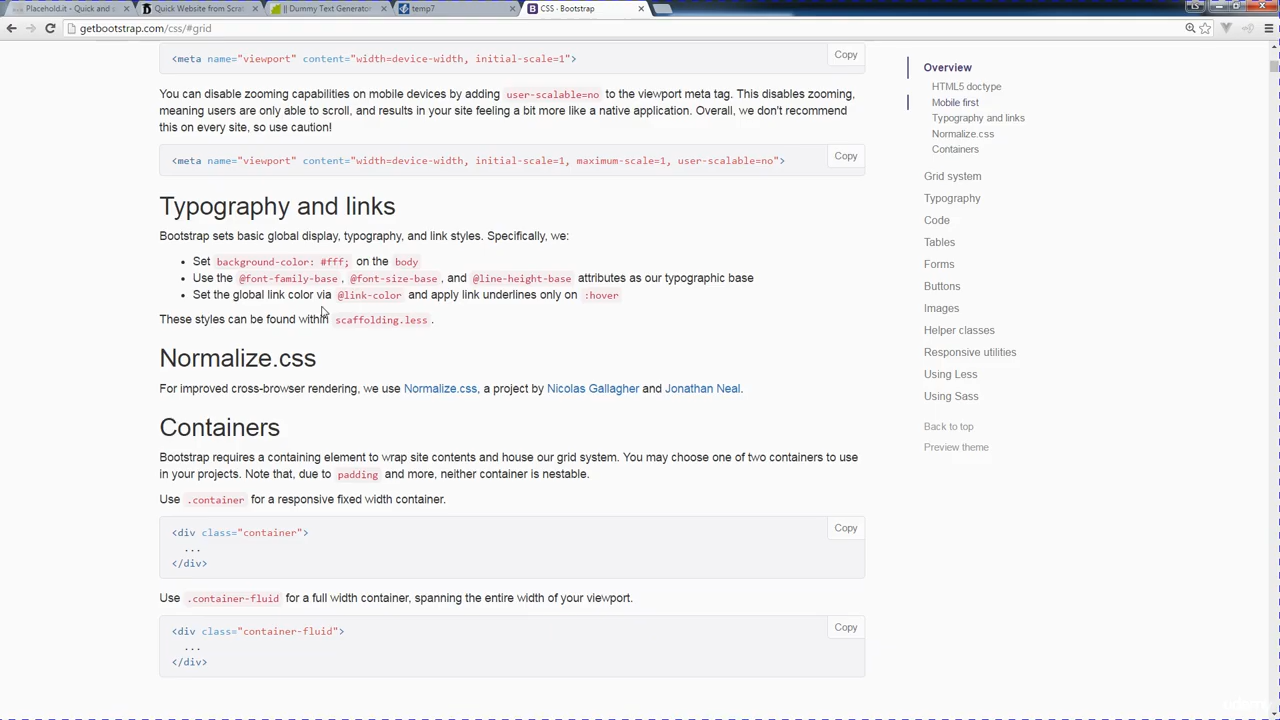 Placehold.it - Quick and s
Quick Website from Scrat
|| Dummy Text Generator
temp7
CSS · Bootstrap
getbootstrap.com/css/#grid
<meta name="viewport" content="width=device-width, initial-scale=1">
Copy
You can disable zooming capabilities on mobile devices by adding user-scalable=no to the viewport meta tag. This disables zooming,
meaning users are only able to scroll, and results in your site feeling a bit more like a native application. Overall, we don't recommend
this on every site, so use caution!
<meta name="viewport" content="width=device-width, initial-scale=1, maximum-scale=1, user-scalable=no">
Copy
Typography and links
Bootstrap sets basic global display, typography, and link styles. Specifically, we:
• Set background-color: #fff; on the body
• Use the @font-family-base, @font-size-base, and @line-height-base attributes as our typographic base
• Set the global link color via @link-color and apply link underlines only on :hover
These styles can be found within scaffolding.less.
Normalize.css
For improved cross-browser rendering, we use Normalize.css, a project by Nicolas Gallagher and Jonathan Neal.
Containers
Bootstrap requires a containing element to wrap site contents and house our grid system. You may choose one of two containers to use
in your projects. Note that, due to padding and more, neither container is nestable.
Use .container for a responsive fixed width container.
<div class="container">
...
</div>
Copy
Use .container-fluid for a full width container, spanning the entire width of your viewport.
<div class="container-fluid">
...
</div>
Copy
Overview
HTML5 doctype
Mobile first
Typography and links
Normalize.css
Containers
Grid system
Typography
Code
Tables
Forms
Buttons
Images
Helper classes
Responsive utilities
Using Less
Using Sass
Back to top
Preview theme